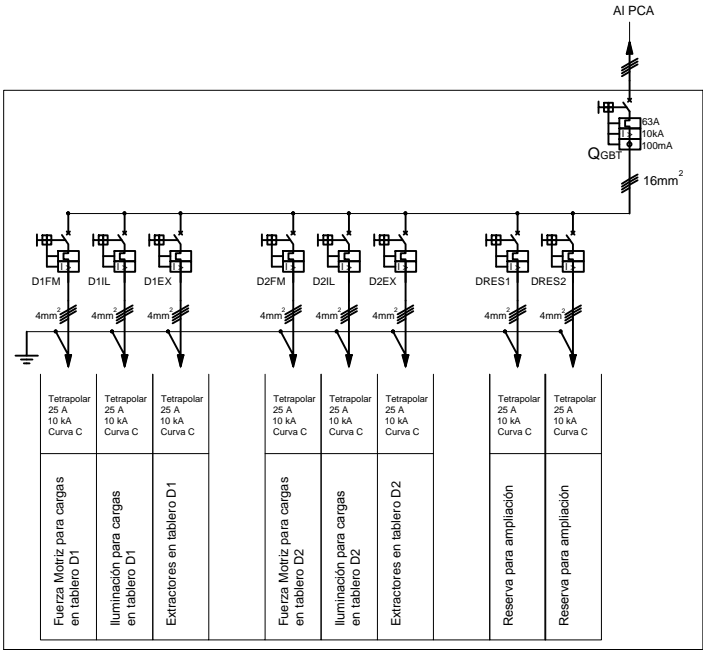 Al PCA
63A
10kA
100mA
QGBT
16mm²
D1FM
D1IL
D1EX
D2FM
D2IL
D2EX
DRES1
DRES2
4mm²
4mm²
4mm²
4mm²
4mm²
4mm²
4mm²
4mm²
Tetrapolar
25 A
10 kA
Curva C
Tetrapolar
25 A
10 kA
Curva C
Tetrapolar
25 A
10 kA
Curva C
Tetrapolar
25 A
10 kA
Curva C
Tetrapolar
25 A
10 kA
Curva C
Tetrapolar
25 A
10 kA
Curva C
Tetrapolar
25 A
10 kA
Curva C
Tetrapolar
25 A
10 kA
Curva C
Fuerza Motriz para cargas
en tablero D1
Iluminación para cargas
en tablero D1
Extractores en tablero D1
Fuerza Motriz para cargas
en tablero D2
Iluminación para cargas
en tablero D2
Extractores en tablero D2
Reserva para ampliación
Reserva para ampliación